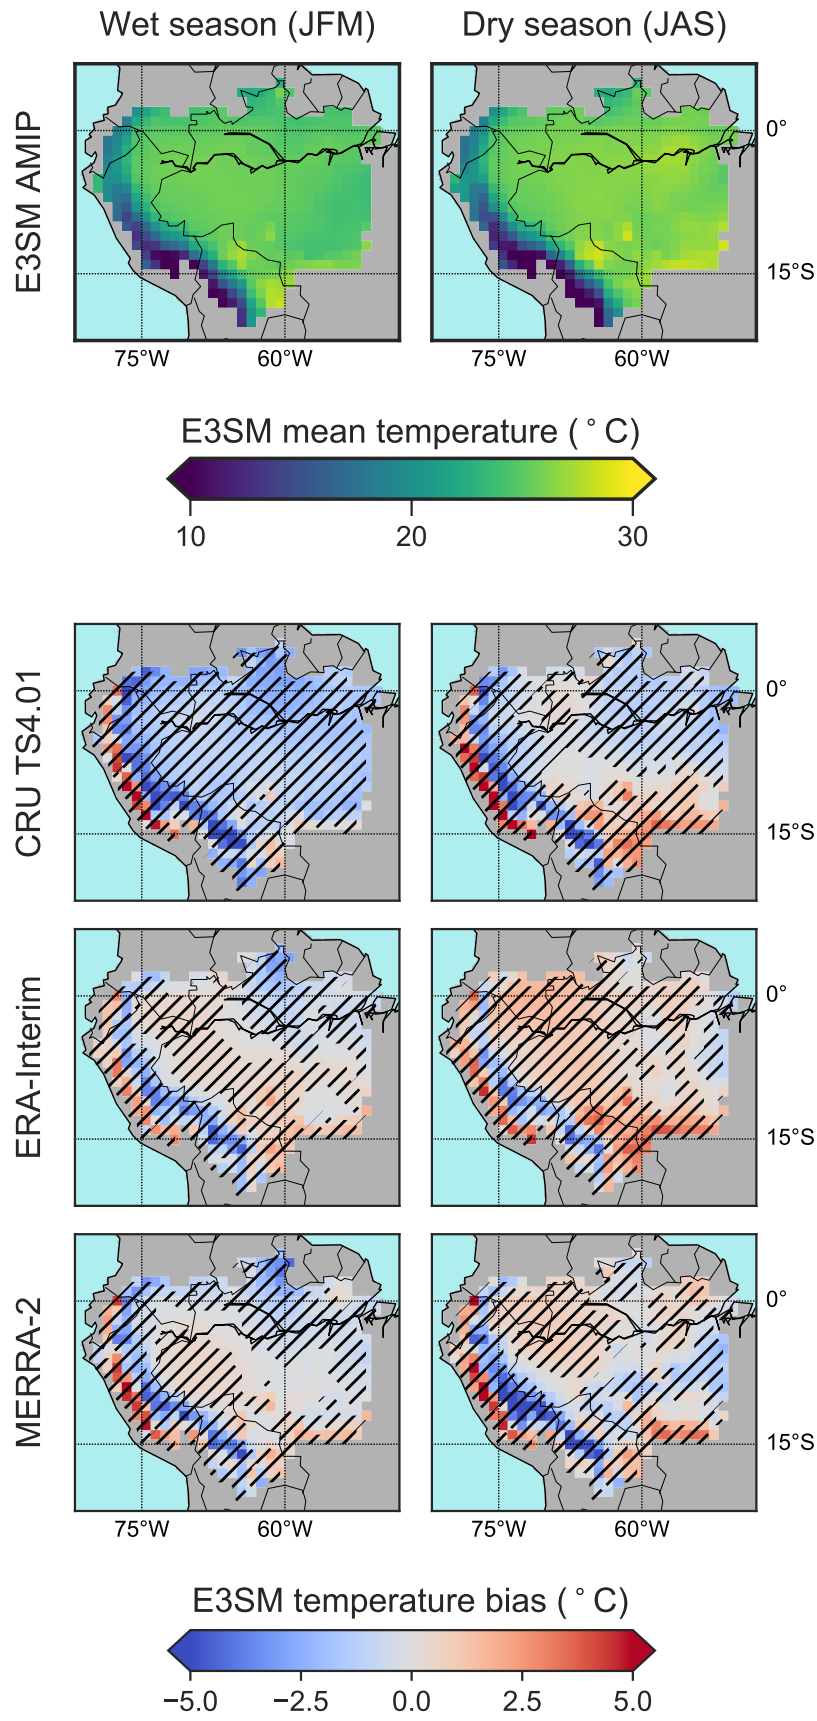 Wet season (JFM)
Dry season (JAS)
E3SM AMIP
0°
15°S
75°W
60°W
75°W
60°W
E3SM mean temperature (°C)
10
20
30
CRU TS4.01
0°
15°S
ERA-Interim
0°
15°S
MERRA-2
0°
15°S
75°W
60°W
75°W
60°W
E3SM temperature bias (°C)
−5.0
−2.5
0.0
2.5
5.0